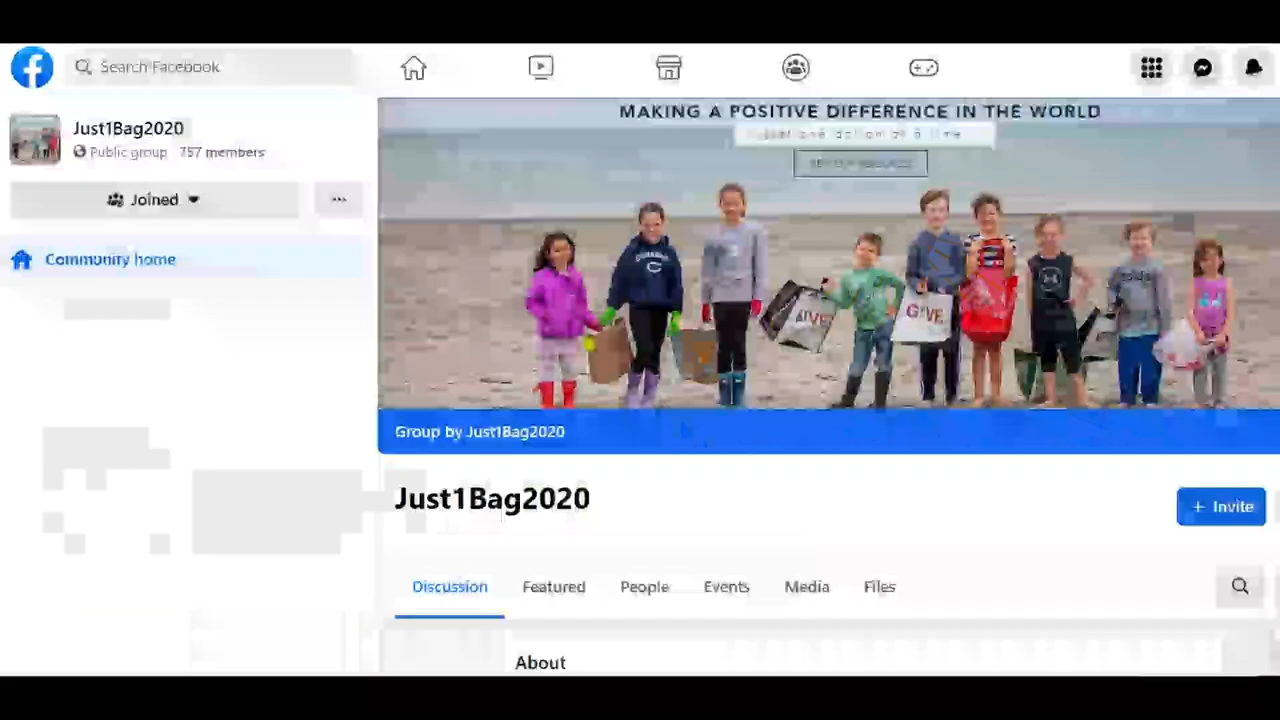 Search Facebook
Just1Bag2020
Public group · 757 members
Joined
Community home
MAKING A POSITIVE DIFFERENCE IN THE WORLD
GIVE
GIVE
Group by Just1Bag2020
Just1Bag2020
+ Invite
Discussion
Featured
People
Events
Media
Files
About